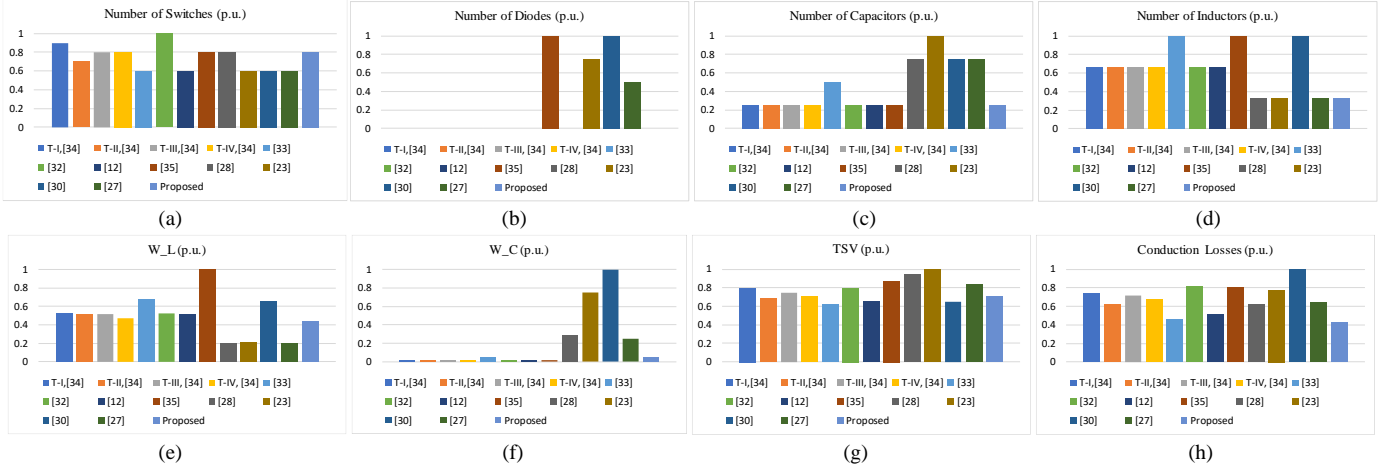 Number of Switches (p.u.)
1
0.8
0.6
0.4
0.2
0
T-I,[34] T-II,[34] T-III, [34] T-IV, [34] [33]
[32] [12] [35] [28] [23]
[30] [27] Proposed
(a)
Number of Diodes (p.u.)
1
0.8
0.6
0.4
0.2
0
T-I,[34] T-II,[34] T-III, [34] T-IV, [34] [33]
[32] [12] [35] [28] [23]
[30] [27] Proposed
(b)
Number of Capacitors (p.u.)
1
0.8
0.6
0.4
0.2
0
T-I,[34] T-II,[34] T-III, [34] T-IV, [34] [33]
[32] [12] [35] [28] [23]
[30] [27] Proposed
(c)
Number of Inductors (p.u.)
1
0.8
0.6
0.4
0.2
0
T-I,[34] T-II,[34] T-III, [34] T-IV, [34] [33]
[32] [12] [35] [28] [23]
[30] [27] Proposed
(d)
W_L (p.u.)
1
0.8
0.6
0.4
0.2
0
T-I,[34] T-II,[34] T-III, [34] T-IV, [34] [33]
[32] [12] [35] [28] [23]
[30] [27] Proposed
(e)
W_C (p.u.)
1
0.8
0.6
0.4
0.2
0
T-I,[34] T-II,[34] T-III, [34] T-IV, [34] [33]
[32] [12] [35] [28] [23]
[30] [27] Proposed
(f)
TSV (p.u.)
1
0.8
0.6
0.4
0.2
0
T-I,[34] T-II,[34] T-III, [34] T-IV, [34] [33]
[32] [12] [35] [28] [23]
[30] [27] Proposed
(g)
Conduction Losses (p.u.)
1
0.8
0.6
0.4
0.2
0
T-I,[34] T-II,[34] T-III, [34] T-IV, [34] [33]
[32] [12] [35] [28] [23]
[30] [27] Proposed
(h)